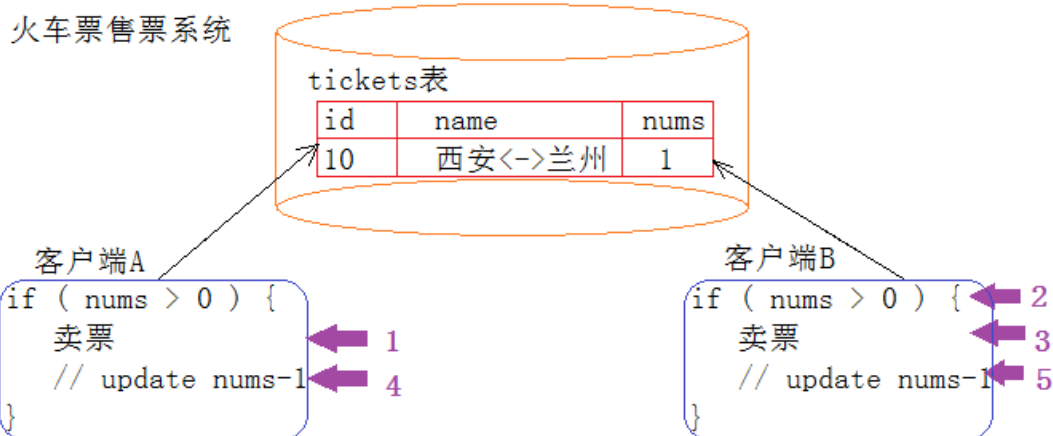 火车票售票系统
tickets表
id name nums
10 西安<->兰州 1
客户端A
if ( nums > 0 ) {
卖票 1
// update nums-1 4
}
客户端B
if ( nums > 0 ) { 2
卖票 3
// update nums-1 5
}